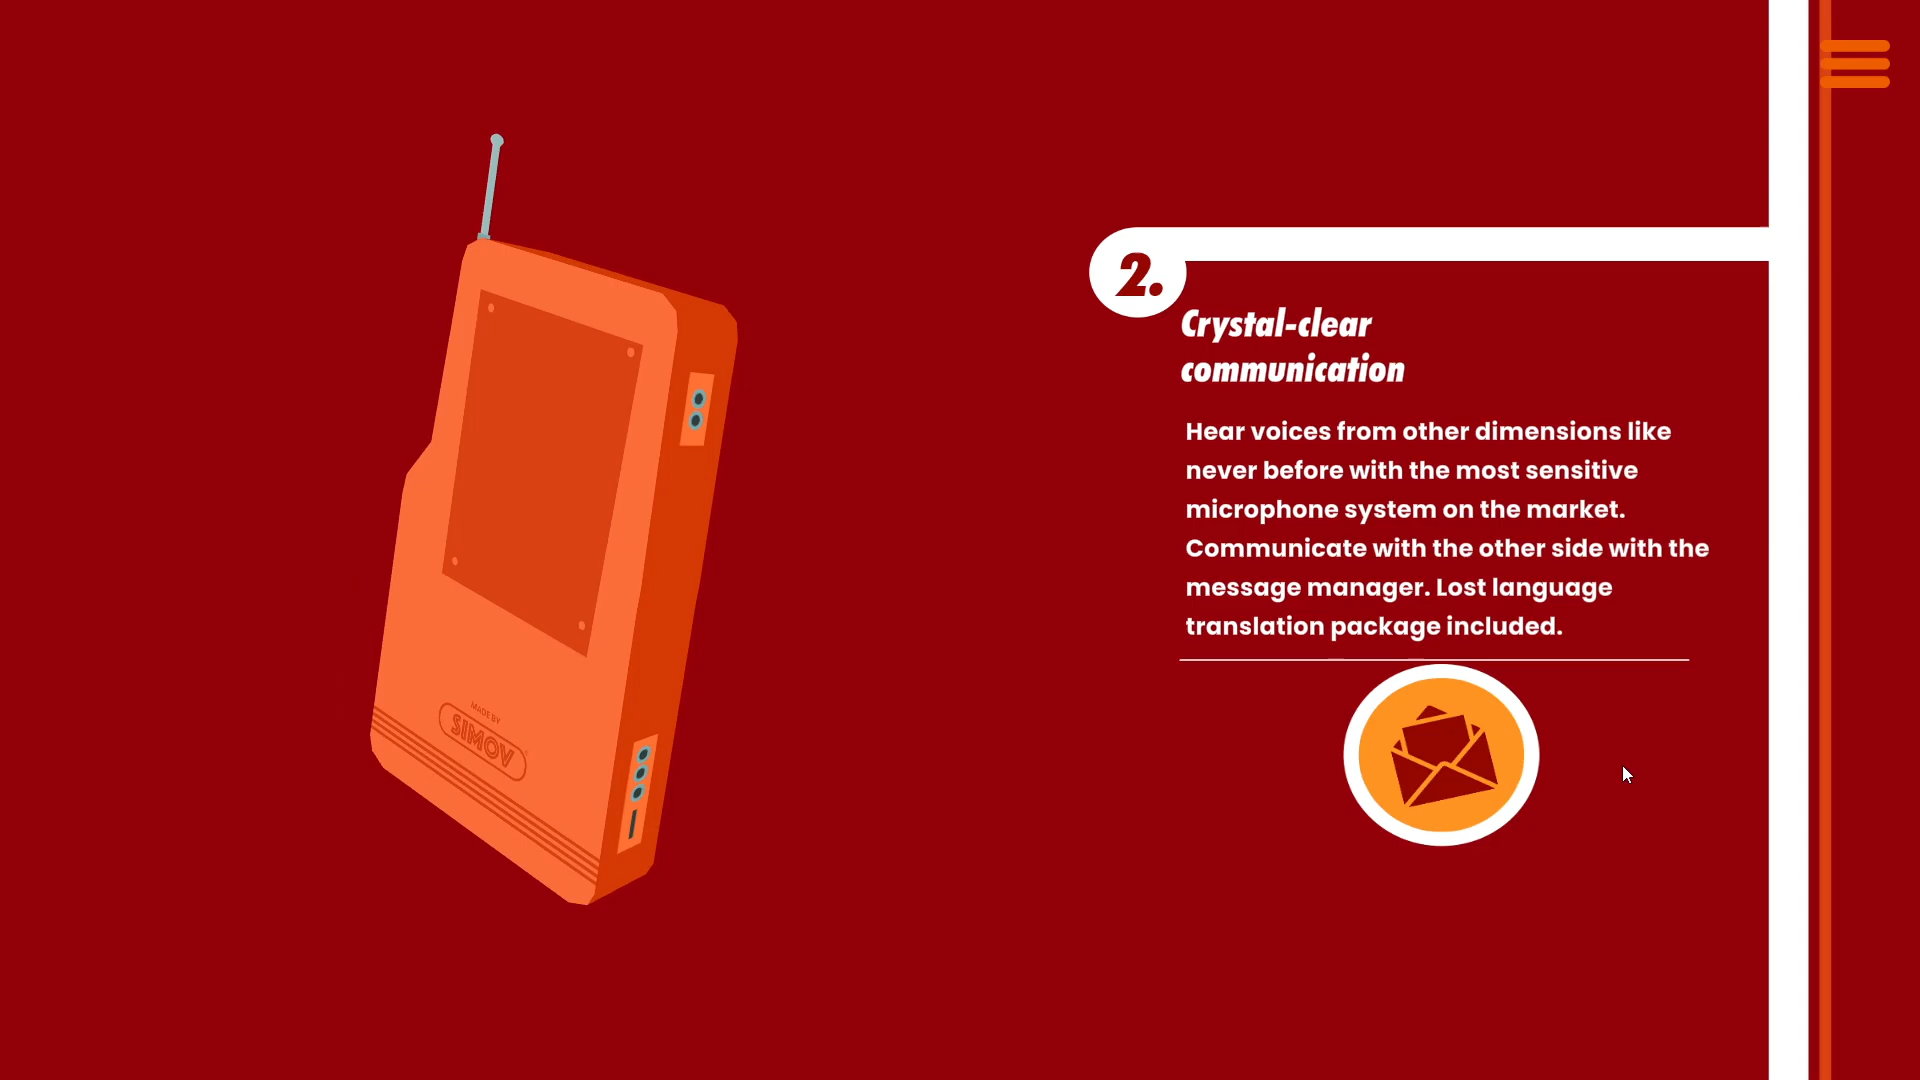 2.
Crystal-clear
communication
Hear voices from other dimensions like
never before with the most sensitive
microphone system on the market.
Communicate with the other side with the
message manager. Lost language
translation package included.
MADE BY
SIMOV